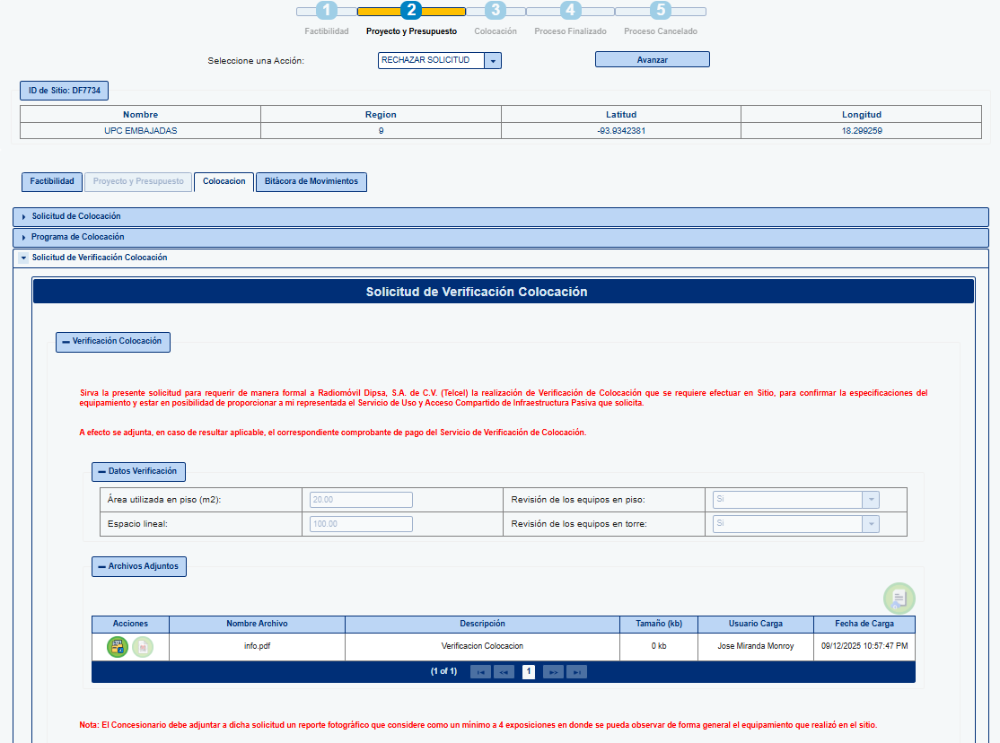 1 2 3 4 5
Factibilidad Proyecto y Presupuesto Colocación Proceso Finalizado Proceso Cancelado
Seleccione una Acción: RECHAZAR SOLICITUD Avanzar
ID de Sitio: DF7734
Nombre Region Latitud Longitud
UPC EMBAJADAS 9 -93.9342381 18.299259
Factibilidad Proyecto y Presupuesto Colocacion Bitácora de Movimientos
Solicitud de Colocación
Programa de Colocación
Solicitud de Verificación Colocación
Solicitud de Verificación Colocación
Verificación Colocación
Sirva la presente solicitud para requerir de manera formal a Radiomóvil Dipsa, S.A. de C.V. (Telcel) la realización de Verificación de Colocación que se requiere efectuar en Sitio, para confirmar la especificaciones del
equipamiento y estar en posibilidad de proporcionar a mi representada el Servicio de Uso y Acceso Compartido de Infraestructura Pasiva que solicita.
A efecto se adjunta, en caso de resultar aplicable, el correspondiente comprobante de pago del Servicio de Verificación de Colocación.
Datos Verificación
Área utilizada en piso (m2): 20.00 Revisión de los equipos en piso: Si
Espacio lineal: 100.00 Revisión de los equipos en torre: Si
Archivos Adjuntos
Acciones Nombre Archivo Descripción Tamaño (kb) Usuario Carga Fecha de Carga
info.pdf Verificacion Colocacion 0 kb Jose Miranda Monroy 09/12/2025 10:57:47 PM
(1 of 1) 1
Nota: El Concesionario debe adjuntar a dicha solicitud un reporte fotográfico que considere como un mínimo a 4 exposiciones en donde se pueda observar de forma general el equipamiento que realizó en el sitio.